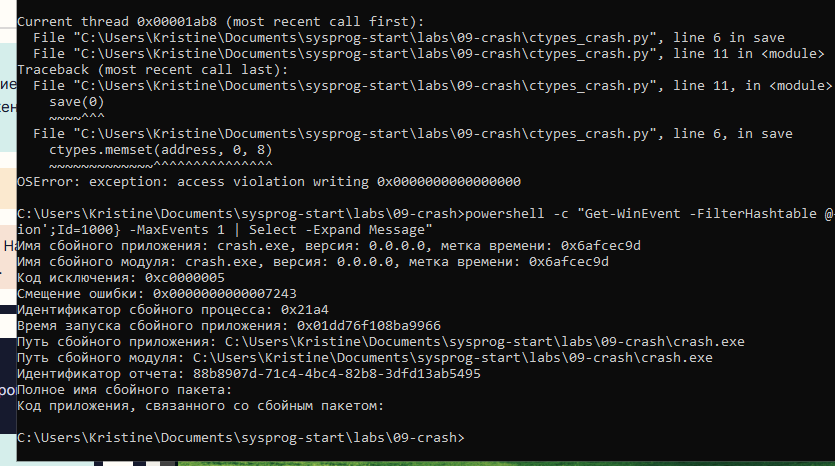 Current thread 0x00001ab8 (most recent call first):
  File "C:\Users\Kristine\Documents\sysprog-start\labs\09-crash\ctypes_crash.py", line 6 in save
  File "C:\Users\Kristine\Documents\sysprog-start\labs\09-crash\ctypes_crash.py", line 11 in <module>
Traceback (most recent call last):
  File "C:\Users\Kristine\Documents\sysprog-start\labs\09-crash\ctypes_crash.py", line 11, in <module>
    save(0)
    ~~~~^^^
  File "C:\Users\Kristine\Documents\sysprog-start\labs\09-crash\ctypes_crash.py", line 6, in save
    ctypes.memset(address, 0, 8)
    ~~~~~~~~~~~~~^^^^^^^^^^^^^^^
OSError: exception: access violation writing 0x0000000000000000
C:\Users\Kristine\Documents\sysprog-start\labs\09-crash>powershell -c "Get-WinEvent -FilterHashtable @
ion';Id=1000} -MaxEvents 1 | Select -Expand Message"
Имя сбойного приложения: crash.exe, версия: 0.0.0.0, метка времени: 0x6afcec9d
Имя сбойного модуля: crash.exe, версия: 0.0.0.0, метка времени: 0x6afcec9d
Код исключения: 0xc0000005
Смещение ошибки: 0x0000000000007243
Идентификатор сбойного процесса: 0x21a4
Время запуска сбойного приложения: 0x01dd76f108ba9966
Путь сбойного приложения: C:\Users\Kristine\Documents\sysprog-start\labs\09-crash\crash.exe
Путь сбойного модуля: C:\Users\Kristine\Documents\sysprog-start\labs\09-crash\crash.exe
Идентификатор отчета: 88b8907d-71c4-4bc4-82b8-3dfd13ab5495
Полное имя сбойного пакета:
Код приложения, связанного со сбойным пакетом:
C:\Users\Kristine\Documents\sysprog-start\labs\09-crash>